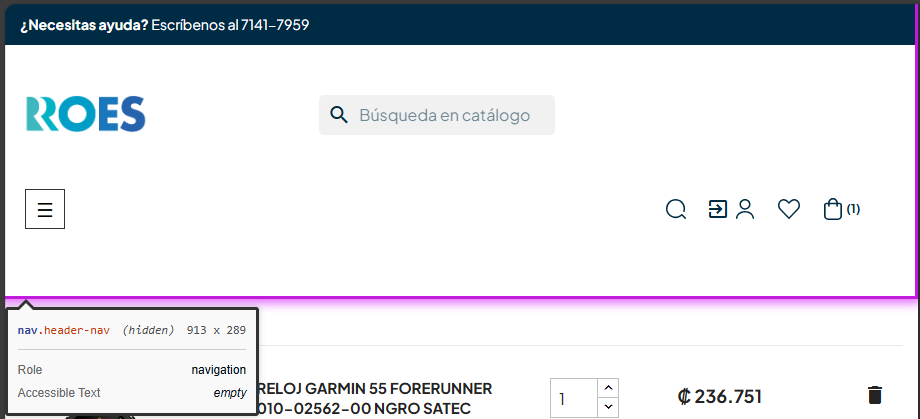 ¿Necesitas ayuda? Escríbenos al 7141-7959
RROES
Búsqueda en catálogo
(1)
nav.header-nav (hidden) 913 x 289
Role navigation
Accessible Text empty
RELOJ GARMIN 55 FORERUNNER
010-02562-00 NGRO SATEC
1
₡ 236.751